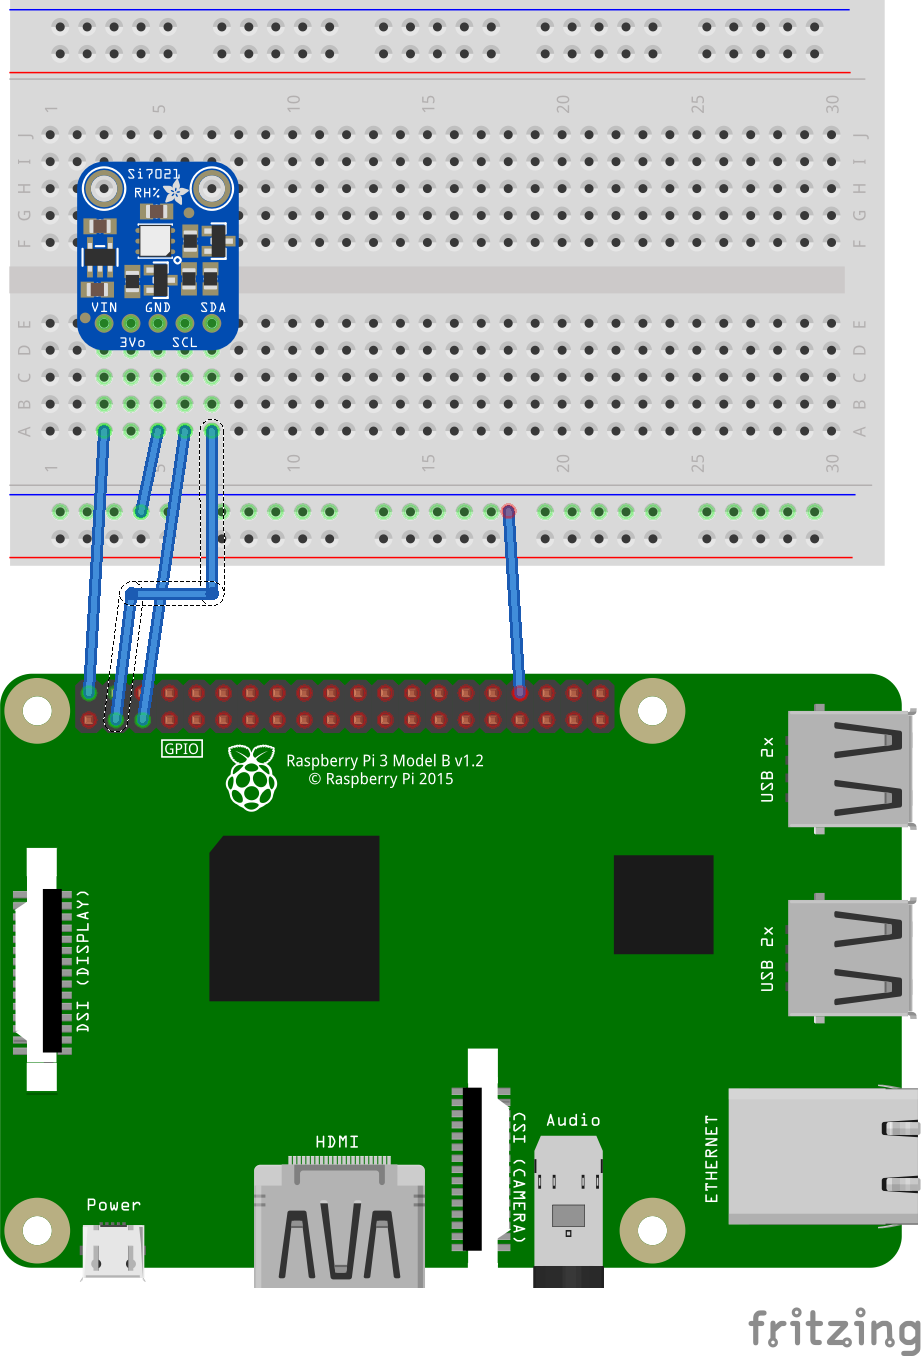 1 5 10 15 20 25 30
J J
I I
H H
G G
F F
Si7021
RH%
VIN GND SDA
3Vo SCL
E E
D D
C C
B B
A A
1 5 10 15 20 25 30
GPIO
Raspberry Pi 3 Model B v1.2
© Raspberry Pi 2015
USB 2x
USB 2x
DSI (DISPLAY)
CSI (CAMERA)
Audio
ETHERNET
HDMI
Power
fritzing